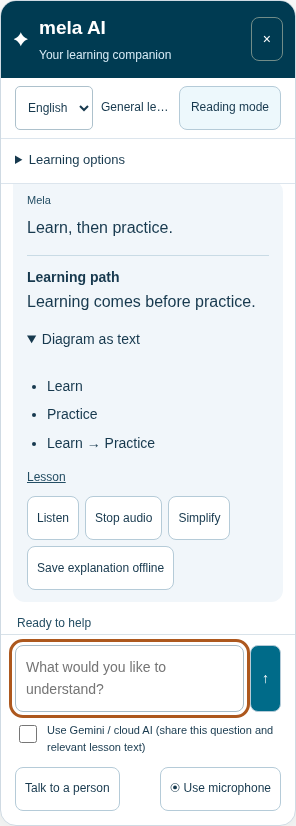 mela AI
Your learning companion
×
English
General le...
Reading mode
Learning options
Mela
Learn, then practice.
Learning path
Learning comes before practice.
Diagram as text
Learn
Practice
Learn → Practice
Lesson
Listen
Stop audio
Simplify
Save explanation offline
Ready to help
What would you like to
understand?
↑
Use Gemini / cloud AI (share this question and
relevant lesson text)
Talk to a person
Use microphone